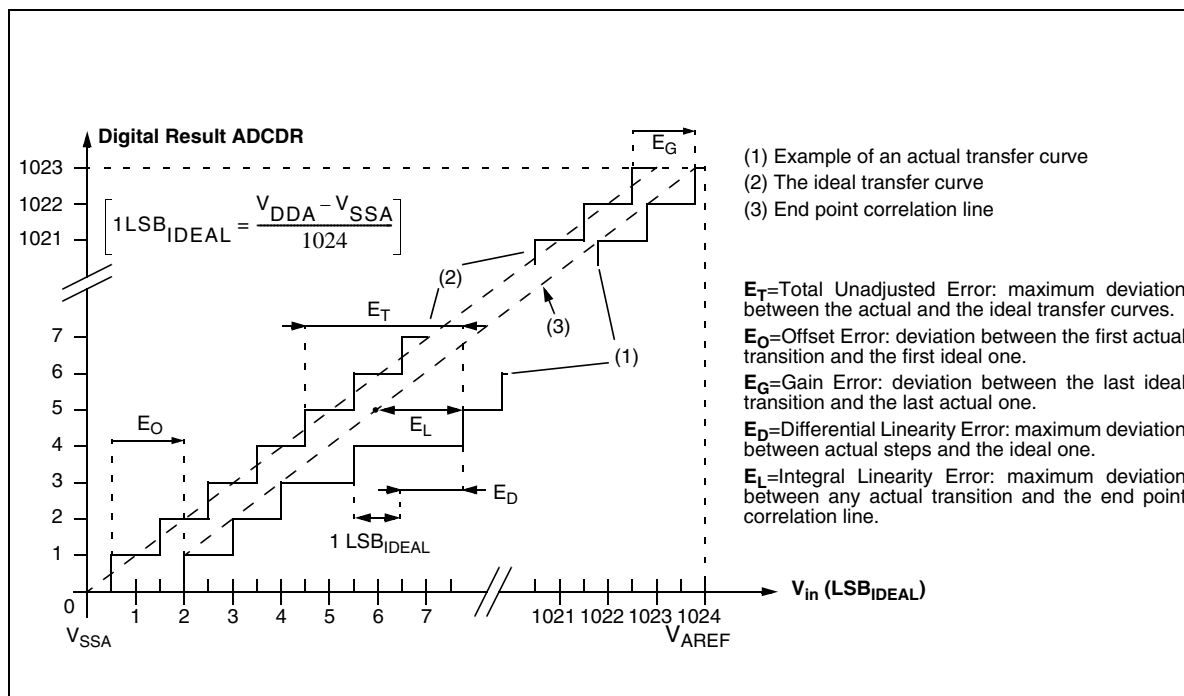 Digital Result ADCDR
E_G
1023
1022
1021
1LSB_IDEAL = (V_DDA – V_SSA) / 1024
(2)
E_T
(3)
7
6
(1)
5
E_L
E_O
4
3
E_D
2
1 LSB_IDEAL
1
0
1 2 3 4 5 6 7 1021 1022 1023 1024
V_in (LSB_IDEAL)
V_SSA
V_AREF
(1) Example of an actual transfer curve
(2) The ideal transfer curve
(3) End point correlation line
E_T=Total Unadjusted Error: maximum deviation
between the actual and the ideal transfer curves.
E_O=Offset Error: deviation between the first actual
transition and the first ideal one.
E_G=Gain Error: deviation between the last ideal
transition and the last actual one.
E_D=Differential Linearity Error: maximum deviation
between actual steps and the ideal one.
E_L=Integral Linearity Error: maximum deviation
between any actual transition and the end point
correlation line.